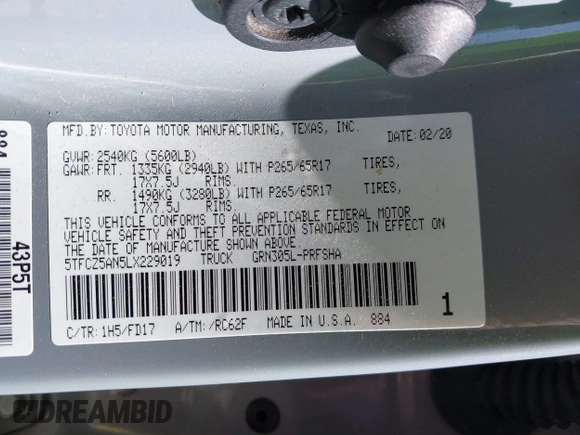 MFD.BY: TOYOTA MOTOR MANUFACTURING, TEXAS, INC.
DATE: 02/20
GVWR: 2540KG (5600LB)
GAWR: FRT. 1335KG (2940LB) WITH P265/65R17 TIRES,
17X7.5J RIMS.
RR. 1490KG (3280LB) WITH P265/65R17 TIRES,
17X7.5J RIMS.
THIS VEHICLE CONFORMS TO ALL APPLICABLE FEDERAL MOTOR
VEHICLE SAFETY AND THEFT PREVENTION STANDARDS IN EFFECT ON
THE DATE OF MANUFACTURE SHOWN ABOVE.
5TFCZ5AN5LX229019 TRUCK GRN305L-PRFSHA
1
C/TR: 1H5/FD17 A/TM: /RC62F MADE IN U.S.A. 884
884
43P5T
DREAMBID